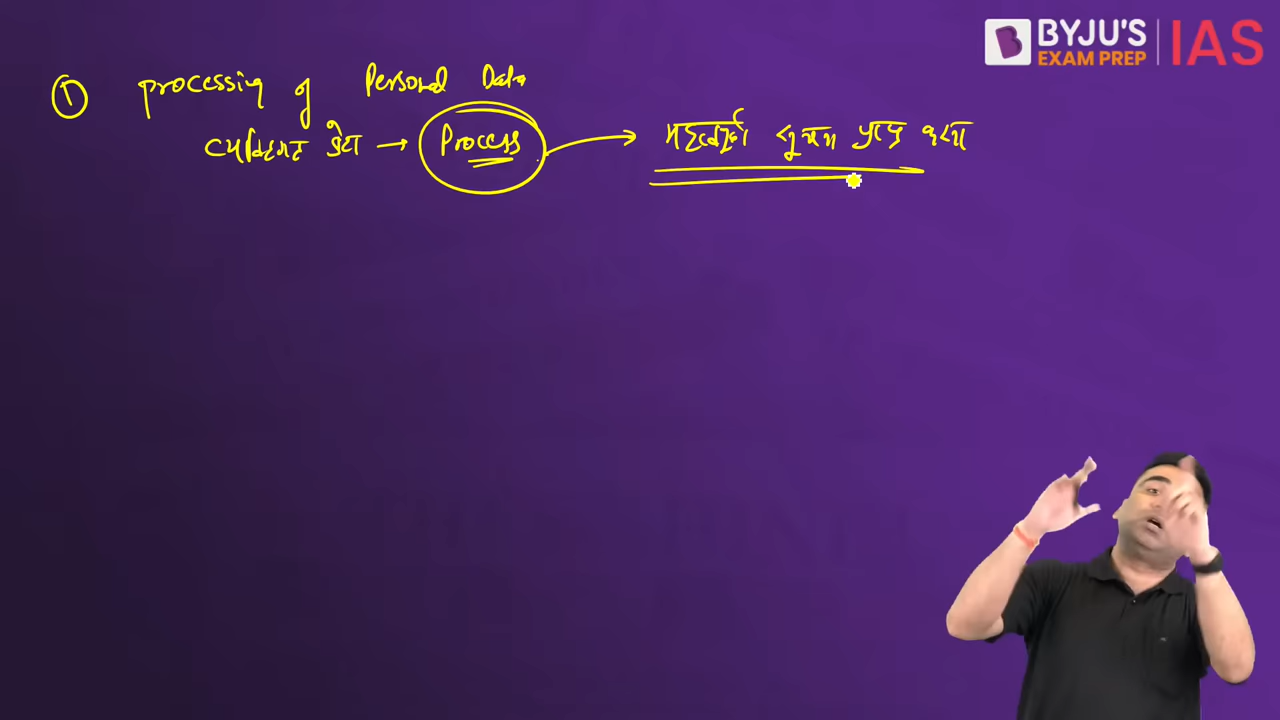 BYJU'S IAS
EXAM PREP
① processing of Personal Data
व्यक्तिगत डेटा → Process → महत्वपूर्ण सूचना प्राप्त करना